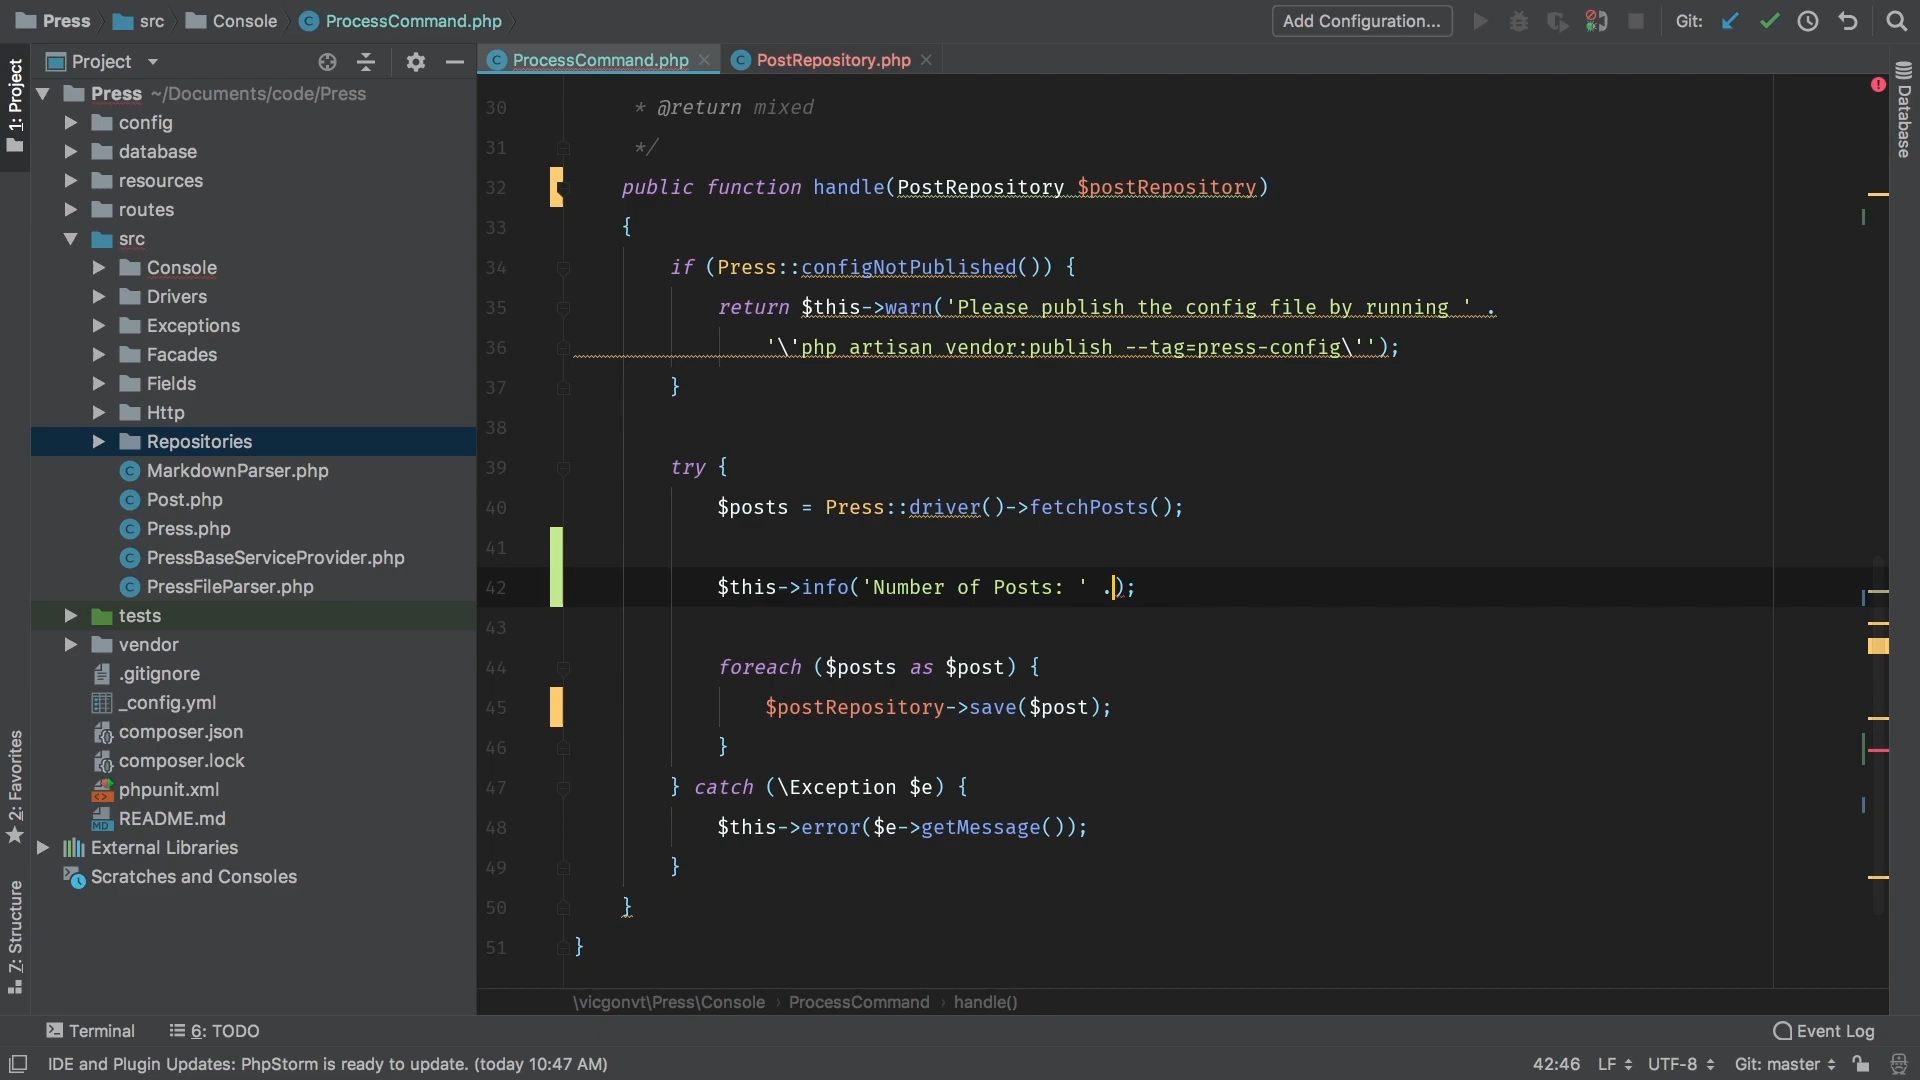 Press src Console ProcessCommand.php Add Configuration... Git:
Project
ProcessCommand.php PostRepository.php
1: Project
2: Favorites
Z: Structure
Database
Press ~/Documents/code/Press
config
database
resources
routes
src
Console
Drivers
Exceptions
Facades
Fields
Http
Repositories
MarkdownParser.php
Post.php
Press.php
PressBaseServiceProvider.php
PressFileParser.php
tests
vendor
.gitignore
_config.yml
composer.json
composer.lock
phpunit.xml
README.md
External Libraries
Scratches and Consoles
30 * @return mixed
31 */
32 public function handle(PostRepository $postRepository)
33 {
34 if (Press::configNotPublished()) {
35 return $this->warn('Please publish the config file by running ' .
36 '\'php artisan vendor:publish --tag=press-config\'');
37 }
38
39 try {
40 $posts = Press::driver()->fetchPosts();
41
42 $this->info('Number of Posts: ' .);
43
44 foreach ($posts as $post) {
45 $postRepository->save($post);
46 }
47 } catch (\Exception $e) {
48 $this->error($e->getMessage());
49 }
50 }
51 }
\vicgonvt\Press\Console › ProcessCommand › handle()
Terminal 6: TODO Event Log
IDE and Plugin Updates: PhpStorm is ready to update. (today 10:47 AM) 42:46 LF UTF-8 Git: master